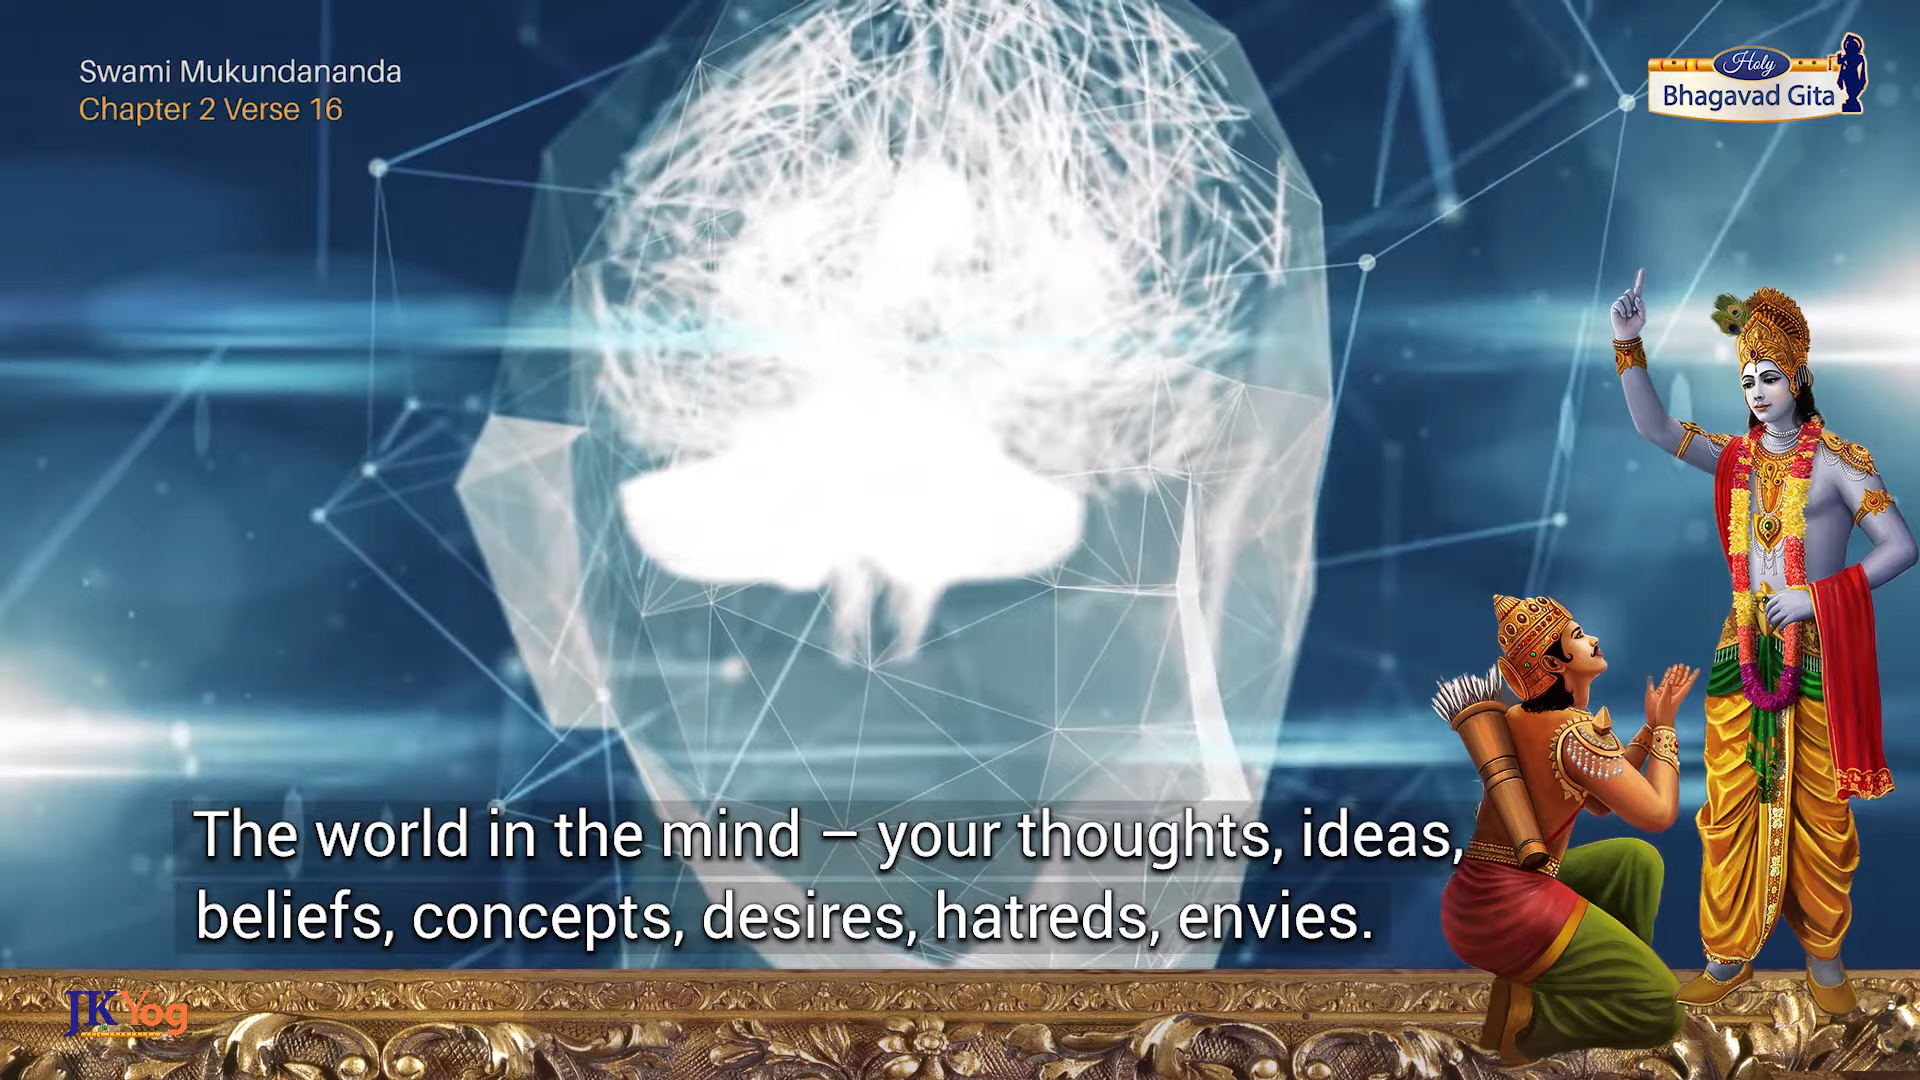 Swami Mukundananda
Chapter 2 Verse 16
Holy
Bhagavad Gita
The world in the mind – your thoughts, ideas,
beliefs, concepts, desires, hatreds, envies.
JKYog